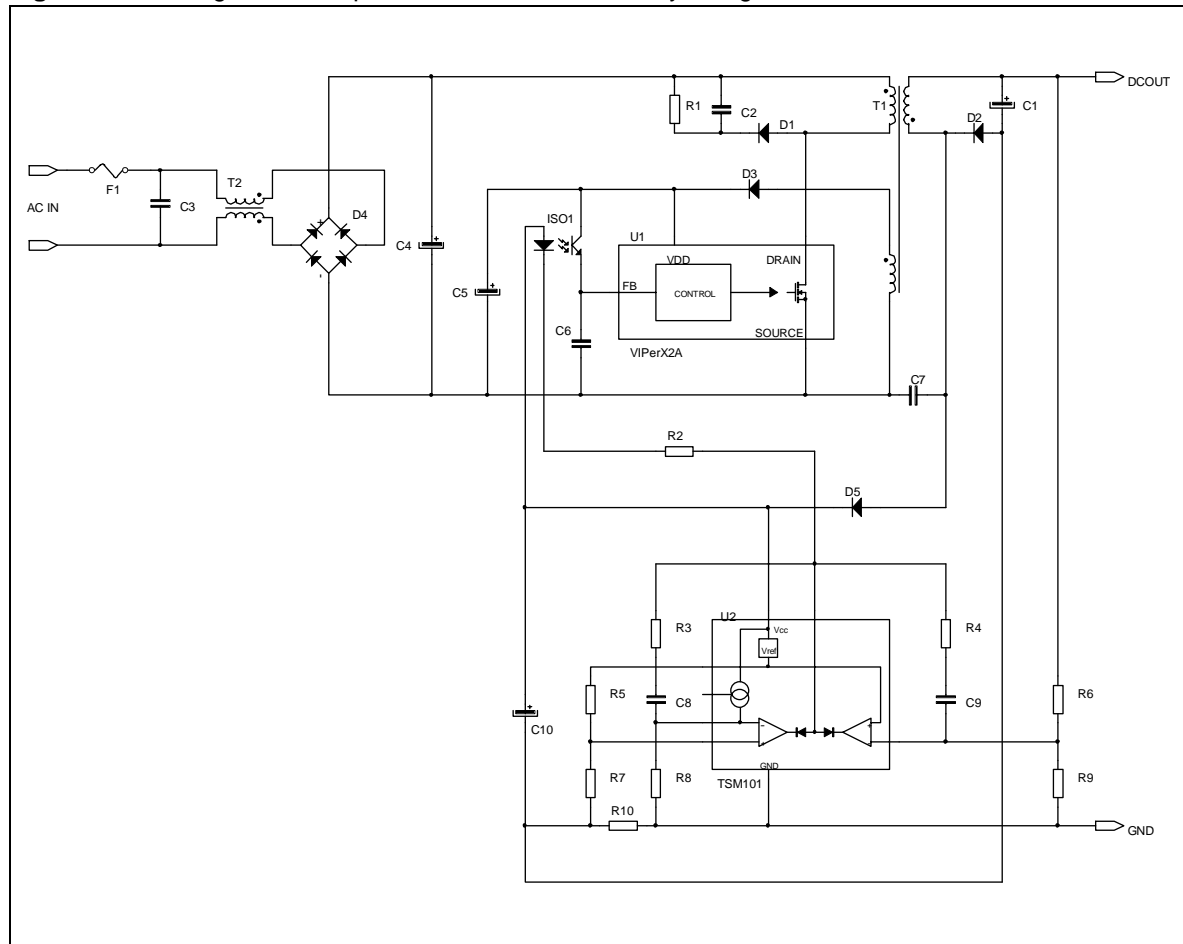 DCOUT
R1
C2
T1
C1
D1
D2
F1
T2
D3
AC IN
C3
D4
+
-
ISO1
U1
C4
VDD
DRAIN
C5
FB
CONTROL
C6
SOURCE
VIPerX2A
C7
R2
D5
U2
R3
Vcc
R4
Vref
R5
C8
C9
R6
C10
GND
R7
R8
TSM101
R9
R10
GND